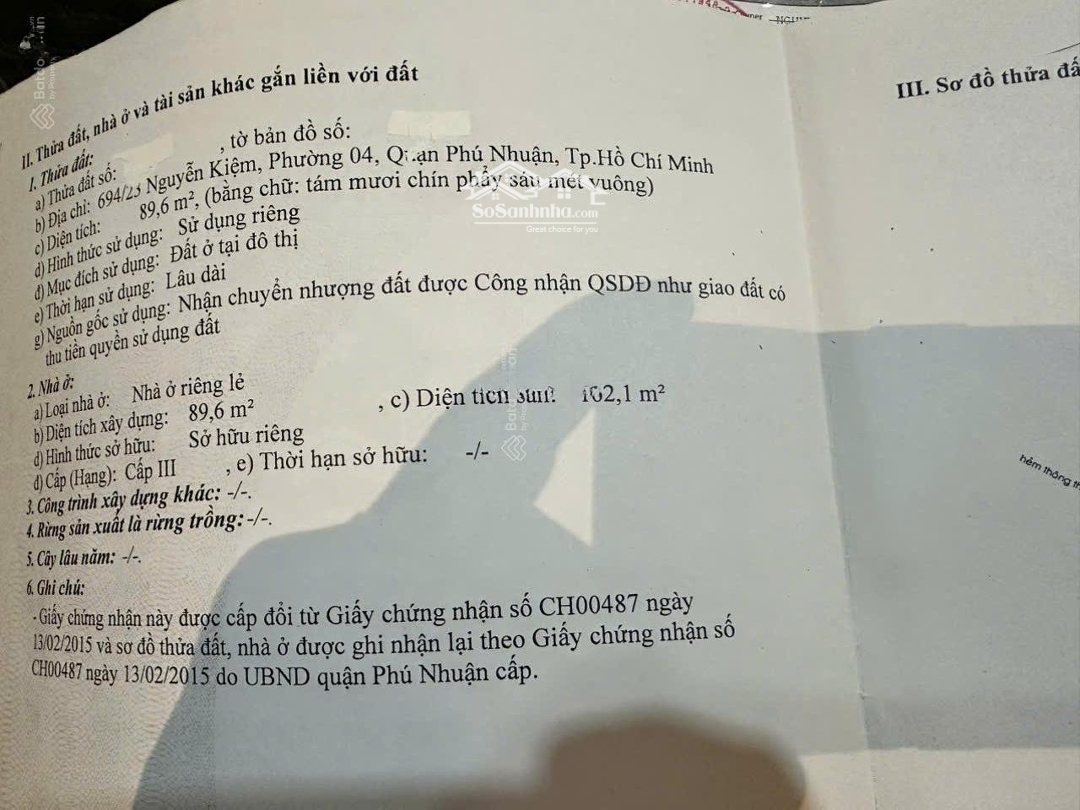 II. Thửa đất, nhà ở và tài sản khác gắn liền với đất
1. Thửa đất:
a) Thửa đất số: , tờ bản đồ số:
b) Địa chỉ: 694/23 Nguyễn Kiệm, Phường 04, Quận Phú Nhuận, Tp.Hồ Chí Minh
c) Diện tích: 89,6 m², (bằng chữ: tám mươi chín phẩy sáu mét vuông)
d) Hình thức sử dụng: Sử dụng riêng
đ) Mục đích sử dụng: Đất ở tại đô thị
e) Thời hạn sử dụng: Lâu dài
g) Nguồn gốc sử dụng: Nhận chuyển nhượng đất được Công nhận QSDĐ như giao đất có
thu tiền quyền sử dụng đất
2. Nhà ở:
a) Loại nhà ở: Nhà ở riêng lẻ
b) Diện tích xây dựng: 89,6 m² , c) Diện tích m²
d) Hình thức sở hữu: Sở hữu riêng
đ) Cấp (Hạng): Cấp III , e) Thời hạn sở hữu: -/-
3. Công trình xây dựng khác: -/-.
4. Rừng sản xuất là rừng trồng: -/-.
5. Cây lâu năm: -/-.
6. Ghi chú:
- Giấy chứng nhận này được cấp đổi từ Giấy chứng nhận số CH00487 ngày
13/02/2015 và sơ đồ thửa đất, nhà ở được ghi nhận lại theo Giấy chứng nhận số
CH00487 ngày 13/02/2015 do UBND quận Phú Nhuận cấp.
III. Sơ đồ thửa đấ
hẻm thông th
SoSanhnha.com
Great choice for you
Batdo